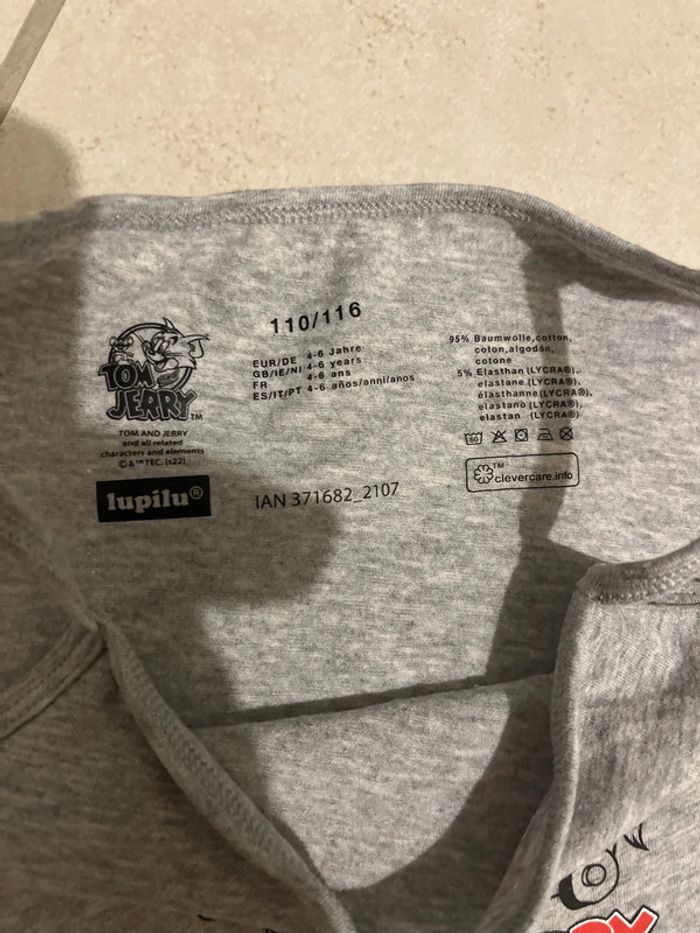 110/116
EUR/DE 4-6 Jahre
GB/IE/NI 4-6 years
FR 4-6 ans
ES/IT/PT 4-6 años/anni/anos
95% Baumwolle,cotton,
coton,algodón,
cotone
5% Elasthan (LYCRA®),
elastane (LYCRA®),
élasthanne (LYCRA®),
elastano (LYCRA®),
elastan (LYCRA®)
TOM AND
JERRY TM
TOM AND JERRY
and all related
characters and elements
© & ™ TEC. (s22)
lupilu®
IAN 371682_2107
™
clevercare.info